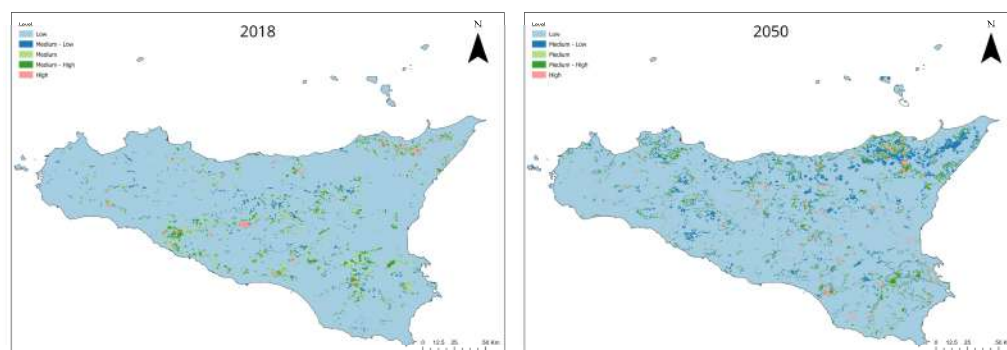 2018
Level
Low
Medium - Low
Medium
Medium - High
High
N
0 12.5 25 50 Km
2050
Level
Low
Medium - Low
Medium
Medium - High
High
N
0 12.5 25 50 Km